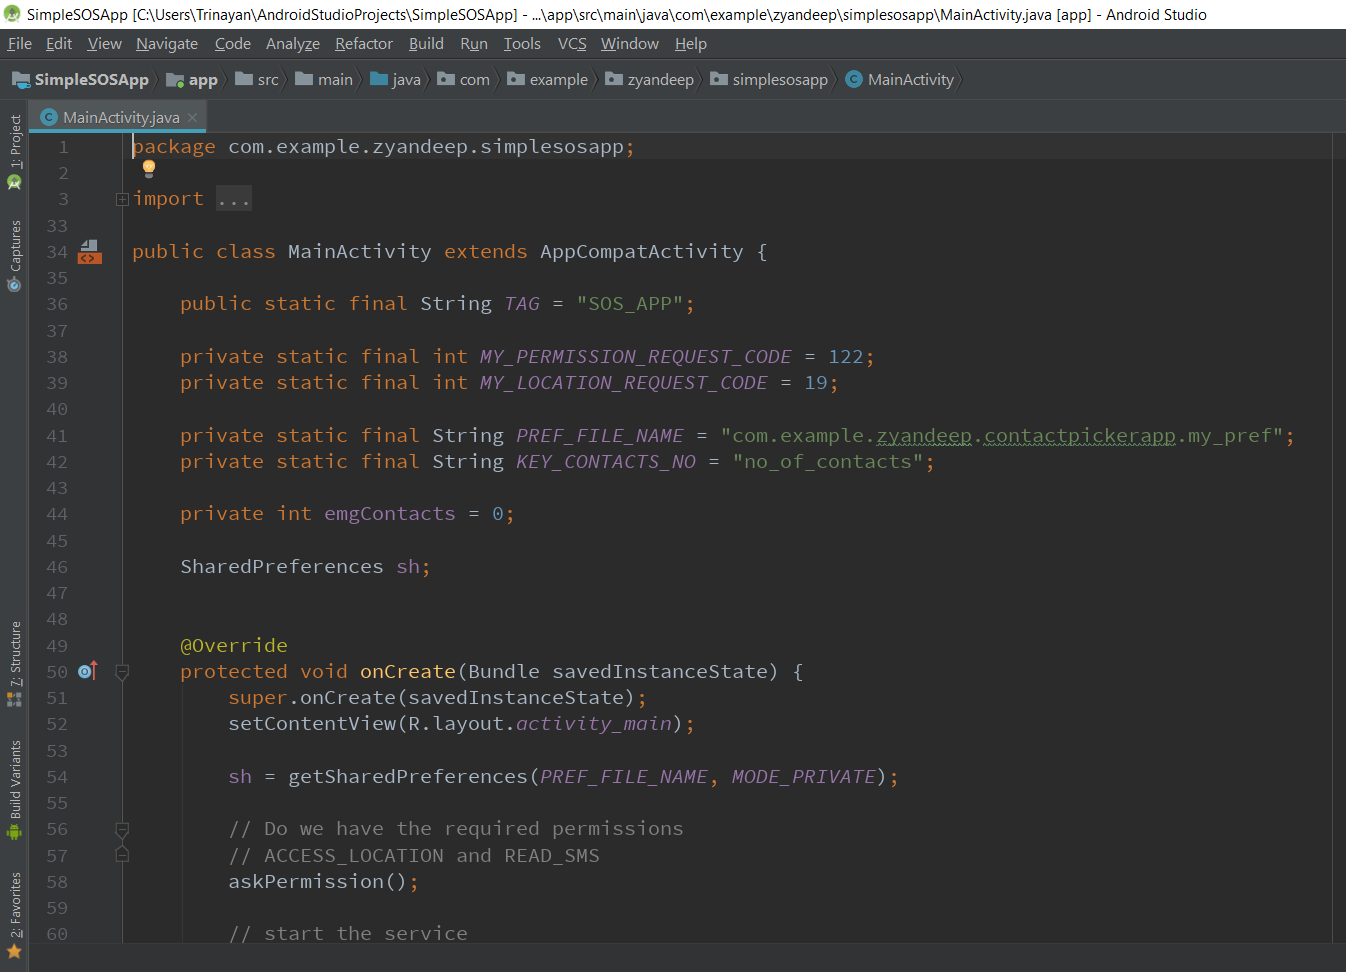 SimpleSOSApp [C:\Users\Trinayan\AndroidStudioProjects\SimpleSOSApp] - ...\app\src\main\java\com\example\zyandeep\simplesosapp\MainActivity.java [app] - Android Studio
File Edit View Navigate Code Analyze Refactor Build Run Tools VCS Window Help
SimpleSOSApp app src main java com example zyandeep simplesosapp MainActivity
MainActivity.java
1: Project
Captures
7: Structure
Build Variants
2: Favorites
1 package com.example.zyandeep.simplesosapp;
2
3 import ...
33
34 public class MainActivity extends AppCompatActivity {
35
36 public static final String TAG = "SOS_APP";
37
38 private static final int MY_PERMISSION_REQUEST_CODE = 122;
39 private static final int MY_LOCATION_REQUEST_CODE = 19;
40
41 private static final String PREF_FILE_NAME = "com.example.zyandeep.contactpickerapp.my_pref";
42 private static final String KEY_CONTACTS_NO = "no_of_contacts";
43
44 private int emgContacts = 0;
45
46 SharedPreferences sh;
47
48
49 @Override
50 protected void onCreate(Bundle savedInstanceState) {
51 super.onCreate(savedInstanceState);
52 setContentView(R.layout.activity_main);
53
54 sh = getSharedPreferences(PREF_FILE_NAME, MODE_PRIVATE);
55
56 // Do we have the required permissions
57 // ACCESS_LOCATION and READ_SMS
58 askPermission();
59
60 // start the service